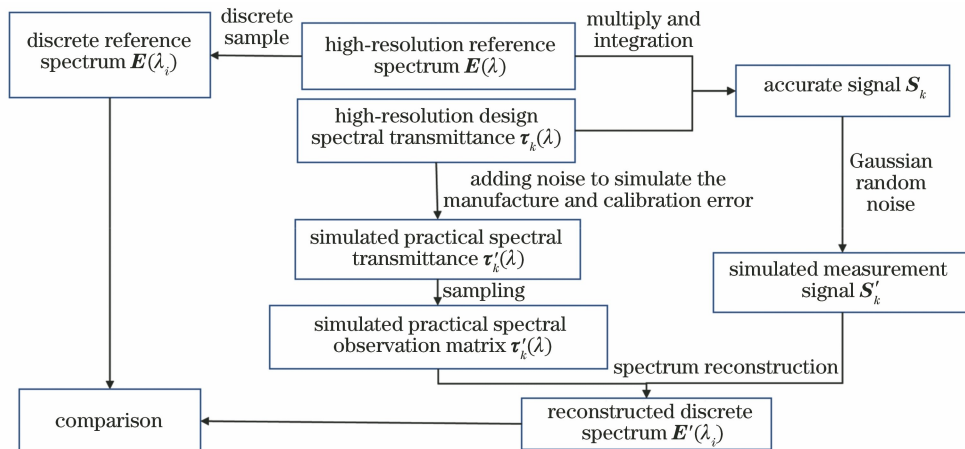 discrete reference
spectrum E(λᵢ)
discrete
sample
high-resolution reference
spectrum E(λ)
multiply and
integration
accurate signal Sₖ
high-resolution design
spectral transmittance τₖ(λ)
adding noise to simulate the
manufacture and calibration error
Gaussian
random
noise
simulated practical spectral
transmittance τ′ₖ(λ)
simulated measurement
signal S′ₖ
sampling
simulated practical spectral
observation matrix τ′ₖ(λ)
spectrum reconstruction
comparison
reconstructed discrete
spectrum E′(λᵢ)